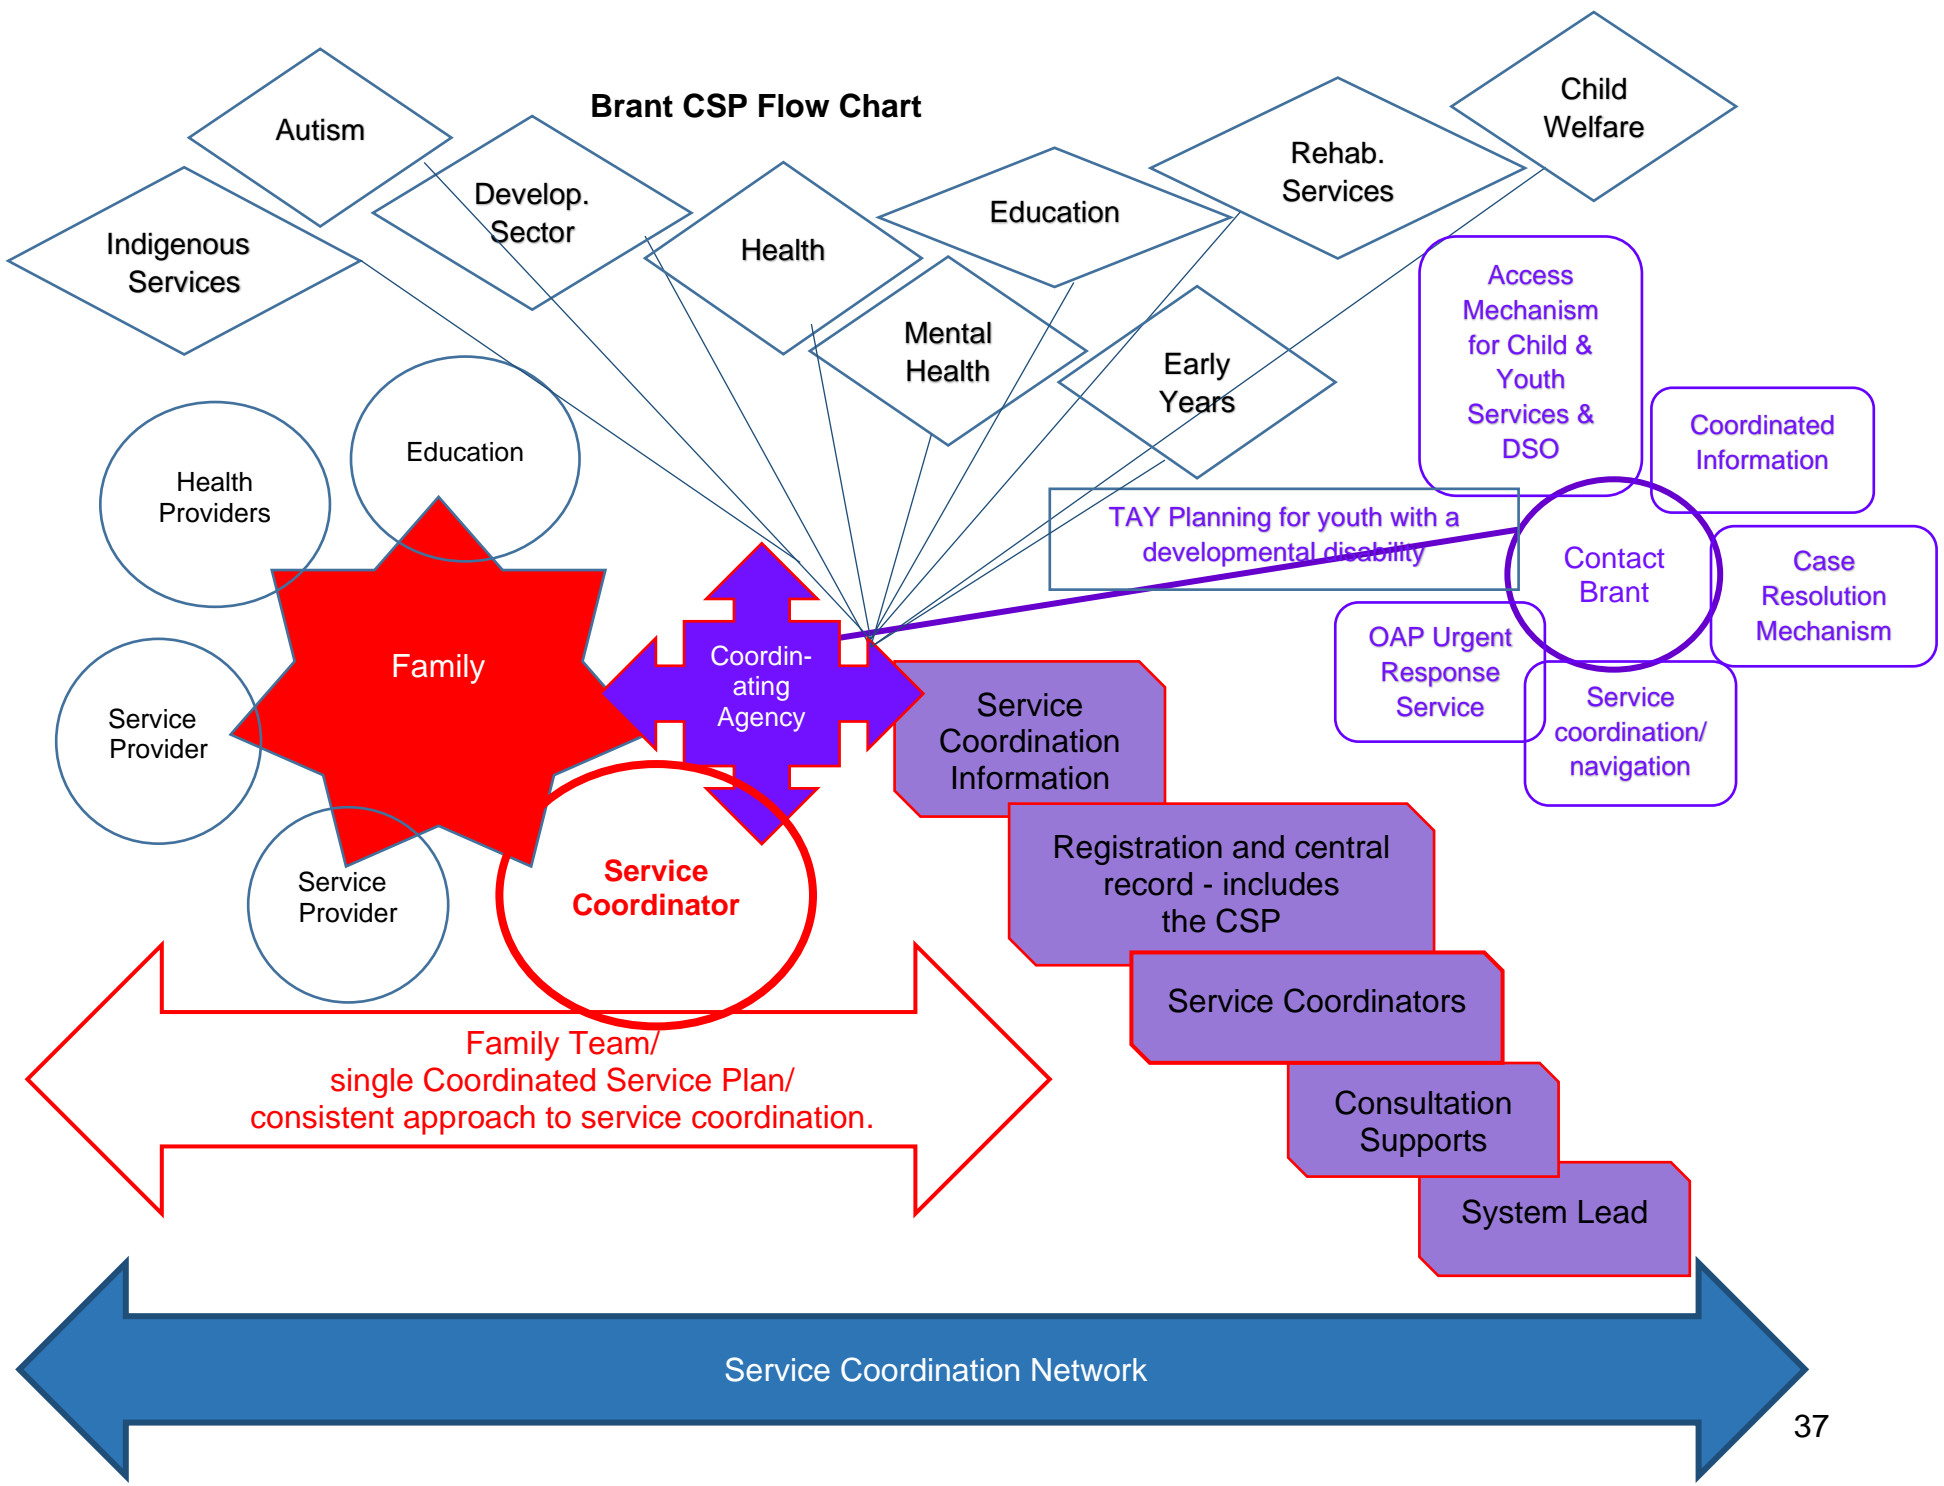 Brant CSP Flow Chart
Child
Welfare
Autism
Rehab.
Services
Develop.
Sector
Education
Indigenous
Services
Health
Mental
Health
Early
Years
Access
Mechanism
for Child &
Youth
Services &
DSO
Coordinated
Information
Education
Health
Providers
TAY Planning for youth with a
developmental disability
Contact
Brant
Case
Resolution
Mechanism
Family
Coordin-
ating
Agency
OAP Urgent
Response
Service
Service
coordination/
navigation
Service
Provider
Service
Coordination
Information
Service
Provider
Service
Coordinator
Registration and central
record - includes
the CSP
Service Coordinators
Family Team/
single Coordinated Service Plan/
consistent approach to service coordination.
Consultation
Supports
System Lead
Service Coordination Network
37